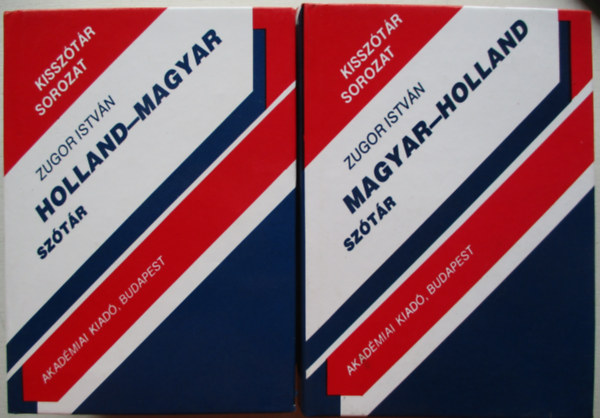 KISSZÓTÁR
SOROZAT
ZUGOR ISTVÁN
HOLLAND–MAGYAR
SZÓTÁR
AKADÉMIAI KIADÓ, BUDAPEST
KISSZÓTÁR
SOROZAT
ZUGOR ISTVÁN
MAGYAR–HOLLAND
SZÓTÁR
AKADÉMIAI KIADÓ, BUDAPEST